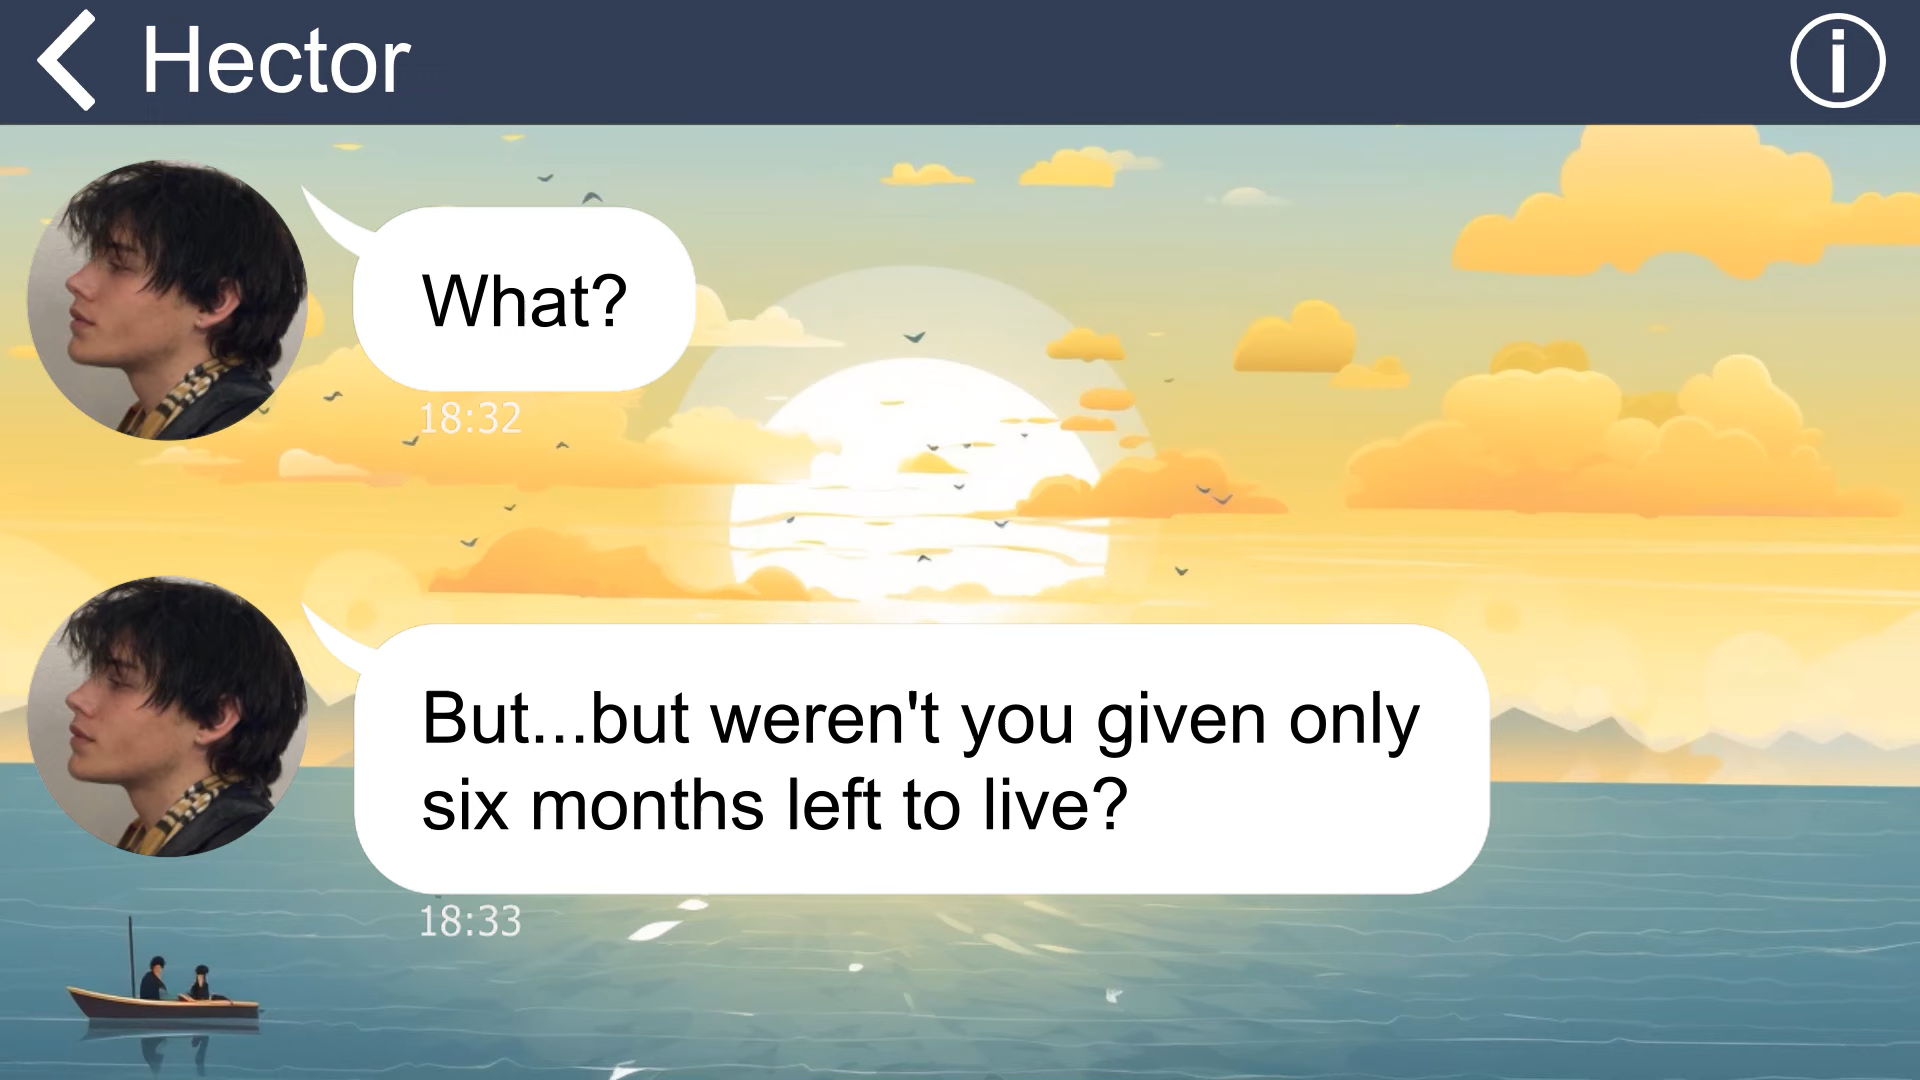 Hector
What?
18:32
But...but weren't you given only
six months left to live?
18:33